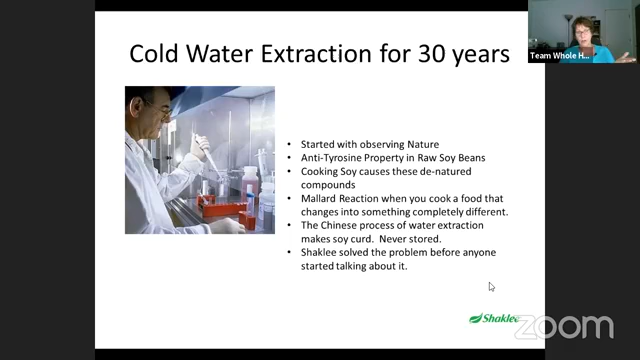 Cold Water Extraction for 30 years
Team Whole H...
• Started with observing Nature
• Anti-Tyrosine Property in Raw Soy Beans
• Cooking Soy causes these de-natured
compounds
• Mallard Reaction when you cook a food that
changes into something completely different.
• The Chinese process of water extraction
makes soy curd.  Never stored.
• Shaklee solved the problem before anyone
started talking about it.
Shaklee
zoom